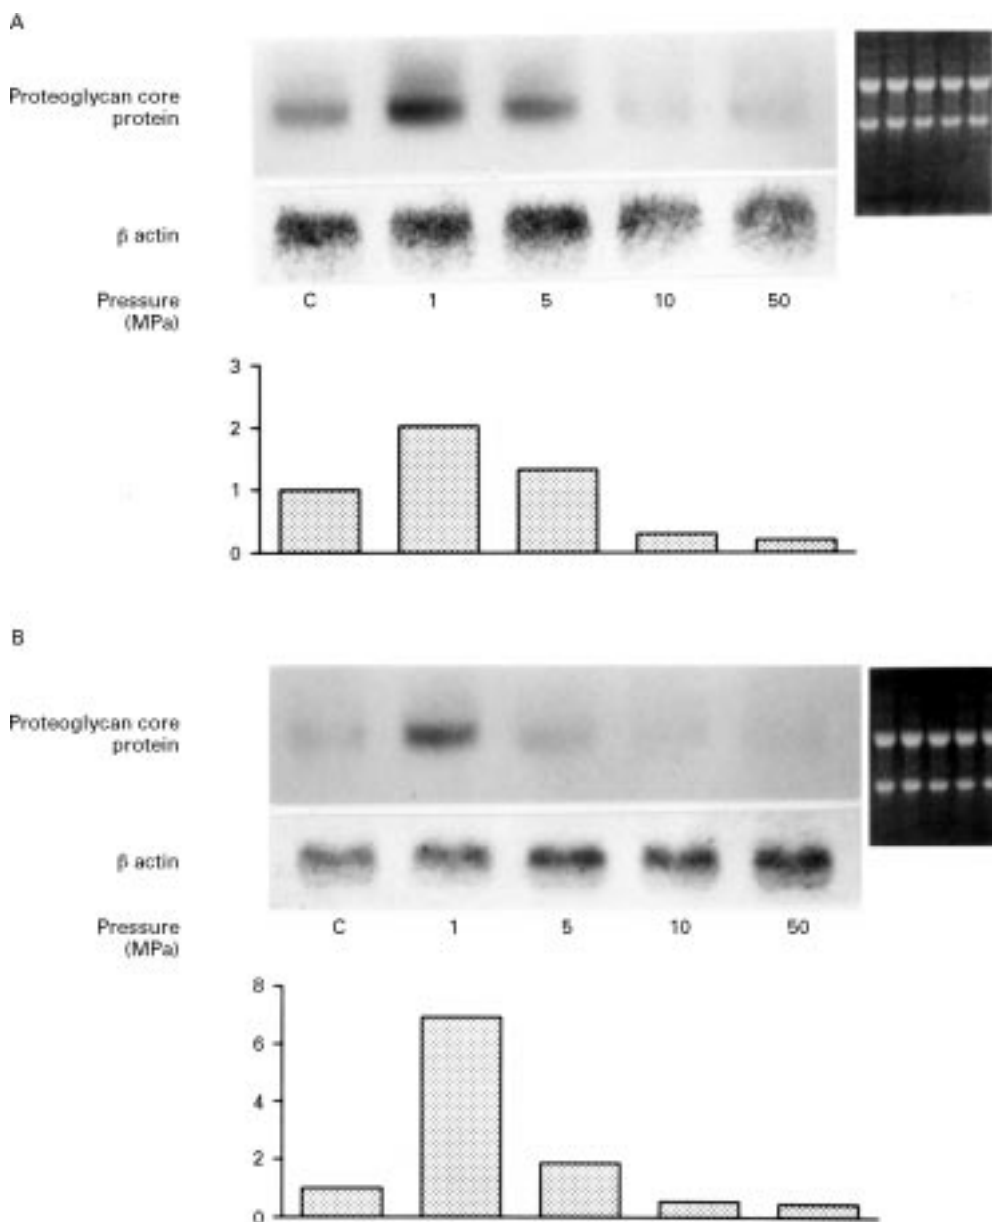 A
Proteoglycan core
protein
β actin
Pressure
(MPa)
C 1 5 10 50
3
2
1
0
B
Proteoglycan core
protein
β actin
Pressure
(MPa)
C 1 5 10 50
8
6
4
2
0